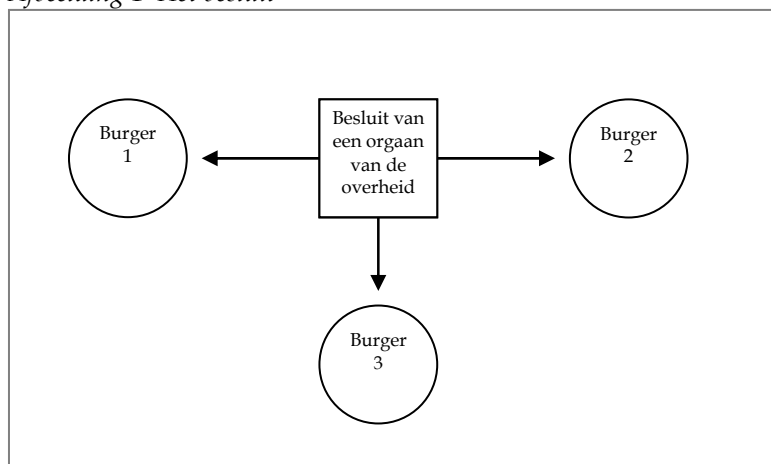 Afbeelding 1 Het besluit
Burger
1
Besluit van
een orgaan
van de
overheid
Burger
2
Burger
3